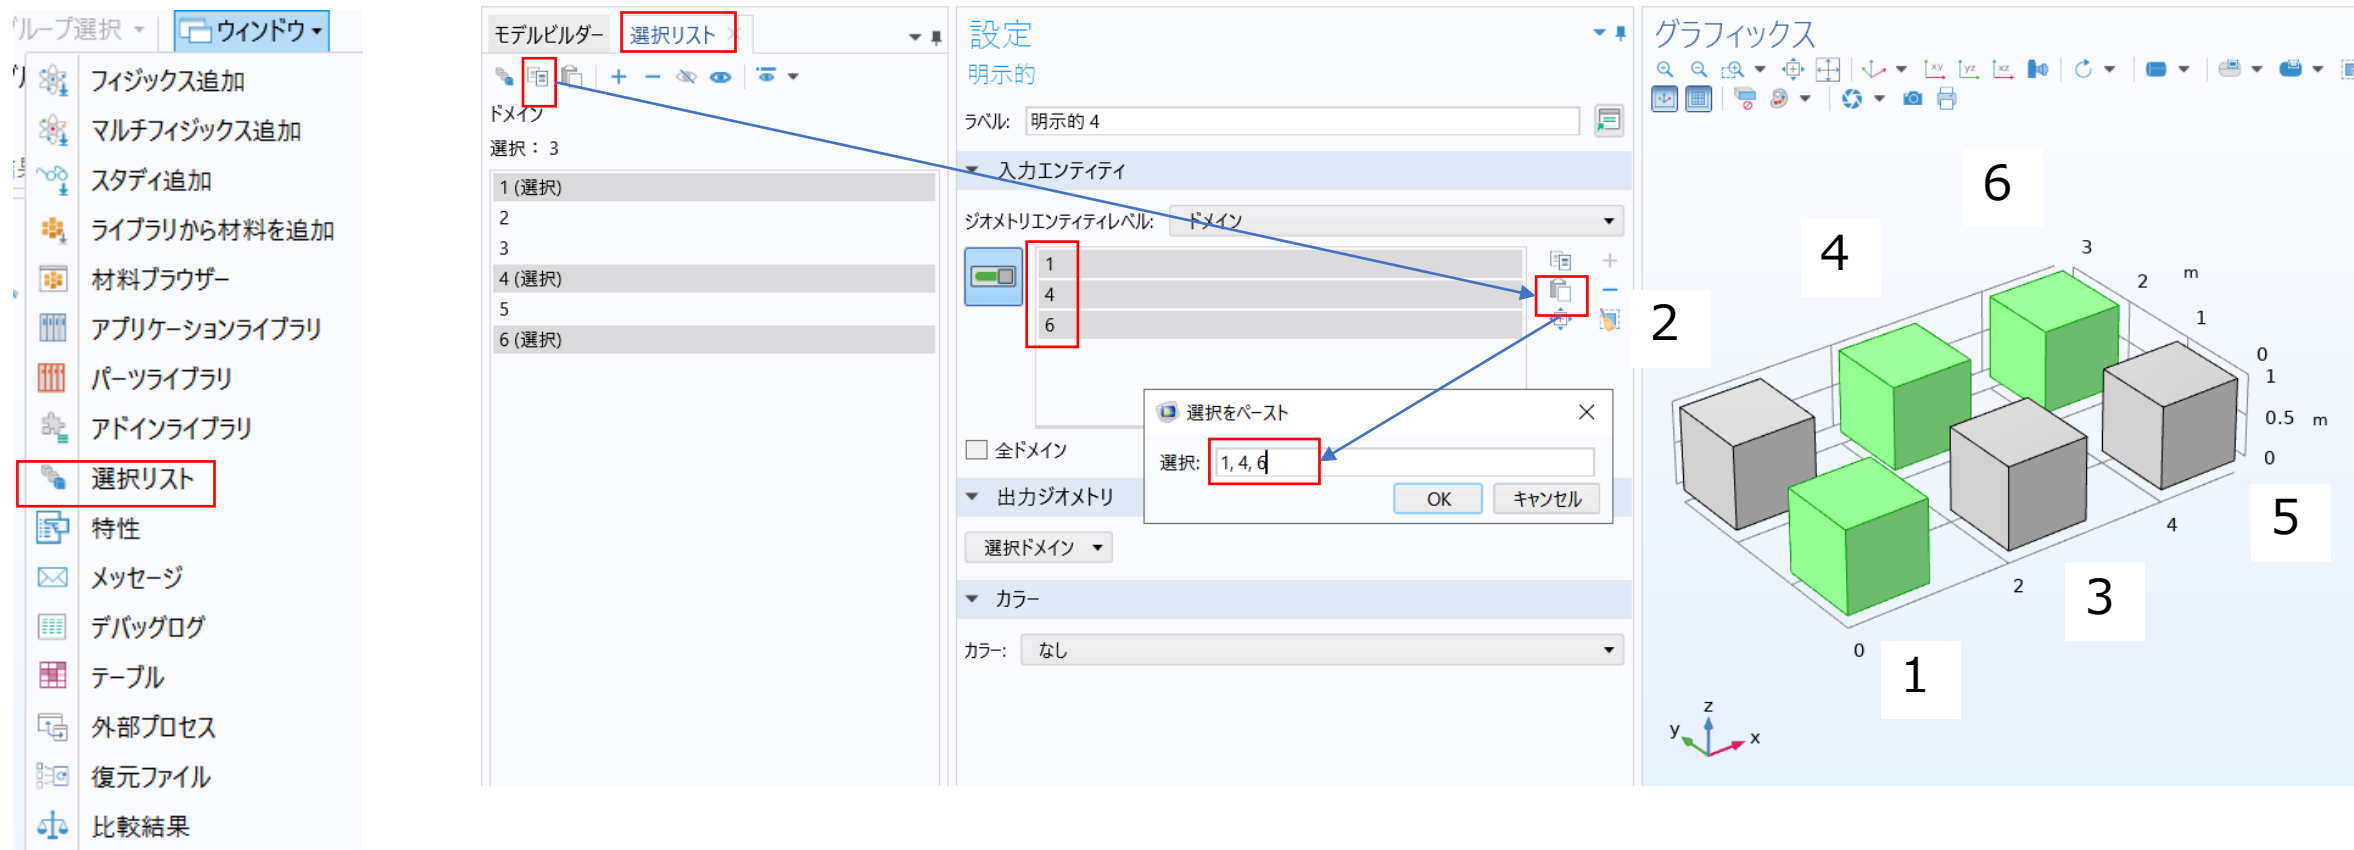 ループ選択
ウィンドウ
フィジックス追加
マルチフィジックス追加
スタディ追加
ライブラリから材料を追加
材料ブラウザー
アプリケーションライブラリ
パーツライブラリ
アドインライブラリ
選択リスト
特性
メッセージ
デバッグログ
テーブル
外部プロセス
復元ファイル
比較結果
モデルビルダー 選択リスト
ドメイン
選択： 3
1 (選択)
2
3
4 (選択)
5
6 (選択)
設定
明示的
ラベル: 明示的 4
入力エンティティ
ジオメトリエンティティレベル: ドメイン
1
4
6
全ドメイン
出力ジオメトリ
選択ドメイン
カラー
カラー: なし
選択をペースト
選択: 1, 4, 6
OK キャンセル
グラフィックス
xy yz xz
6
4
2
3
2 m
1
0
1
0.5 m
0
5
4
2
3
0
1
z
y x